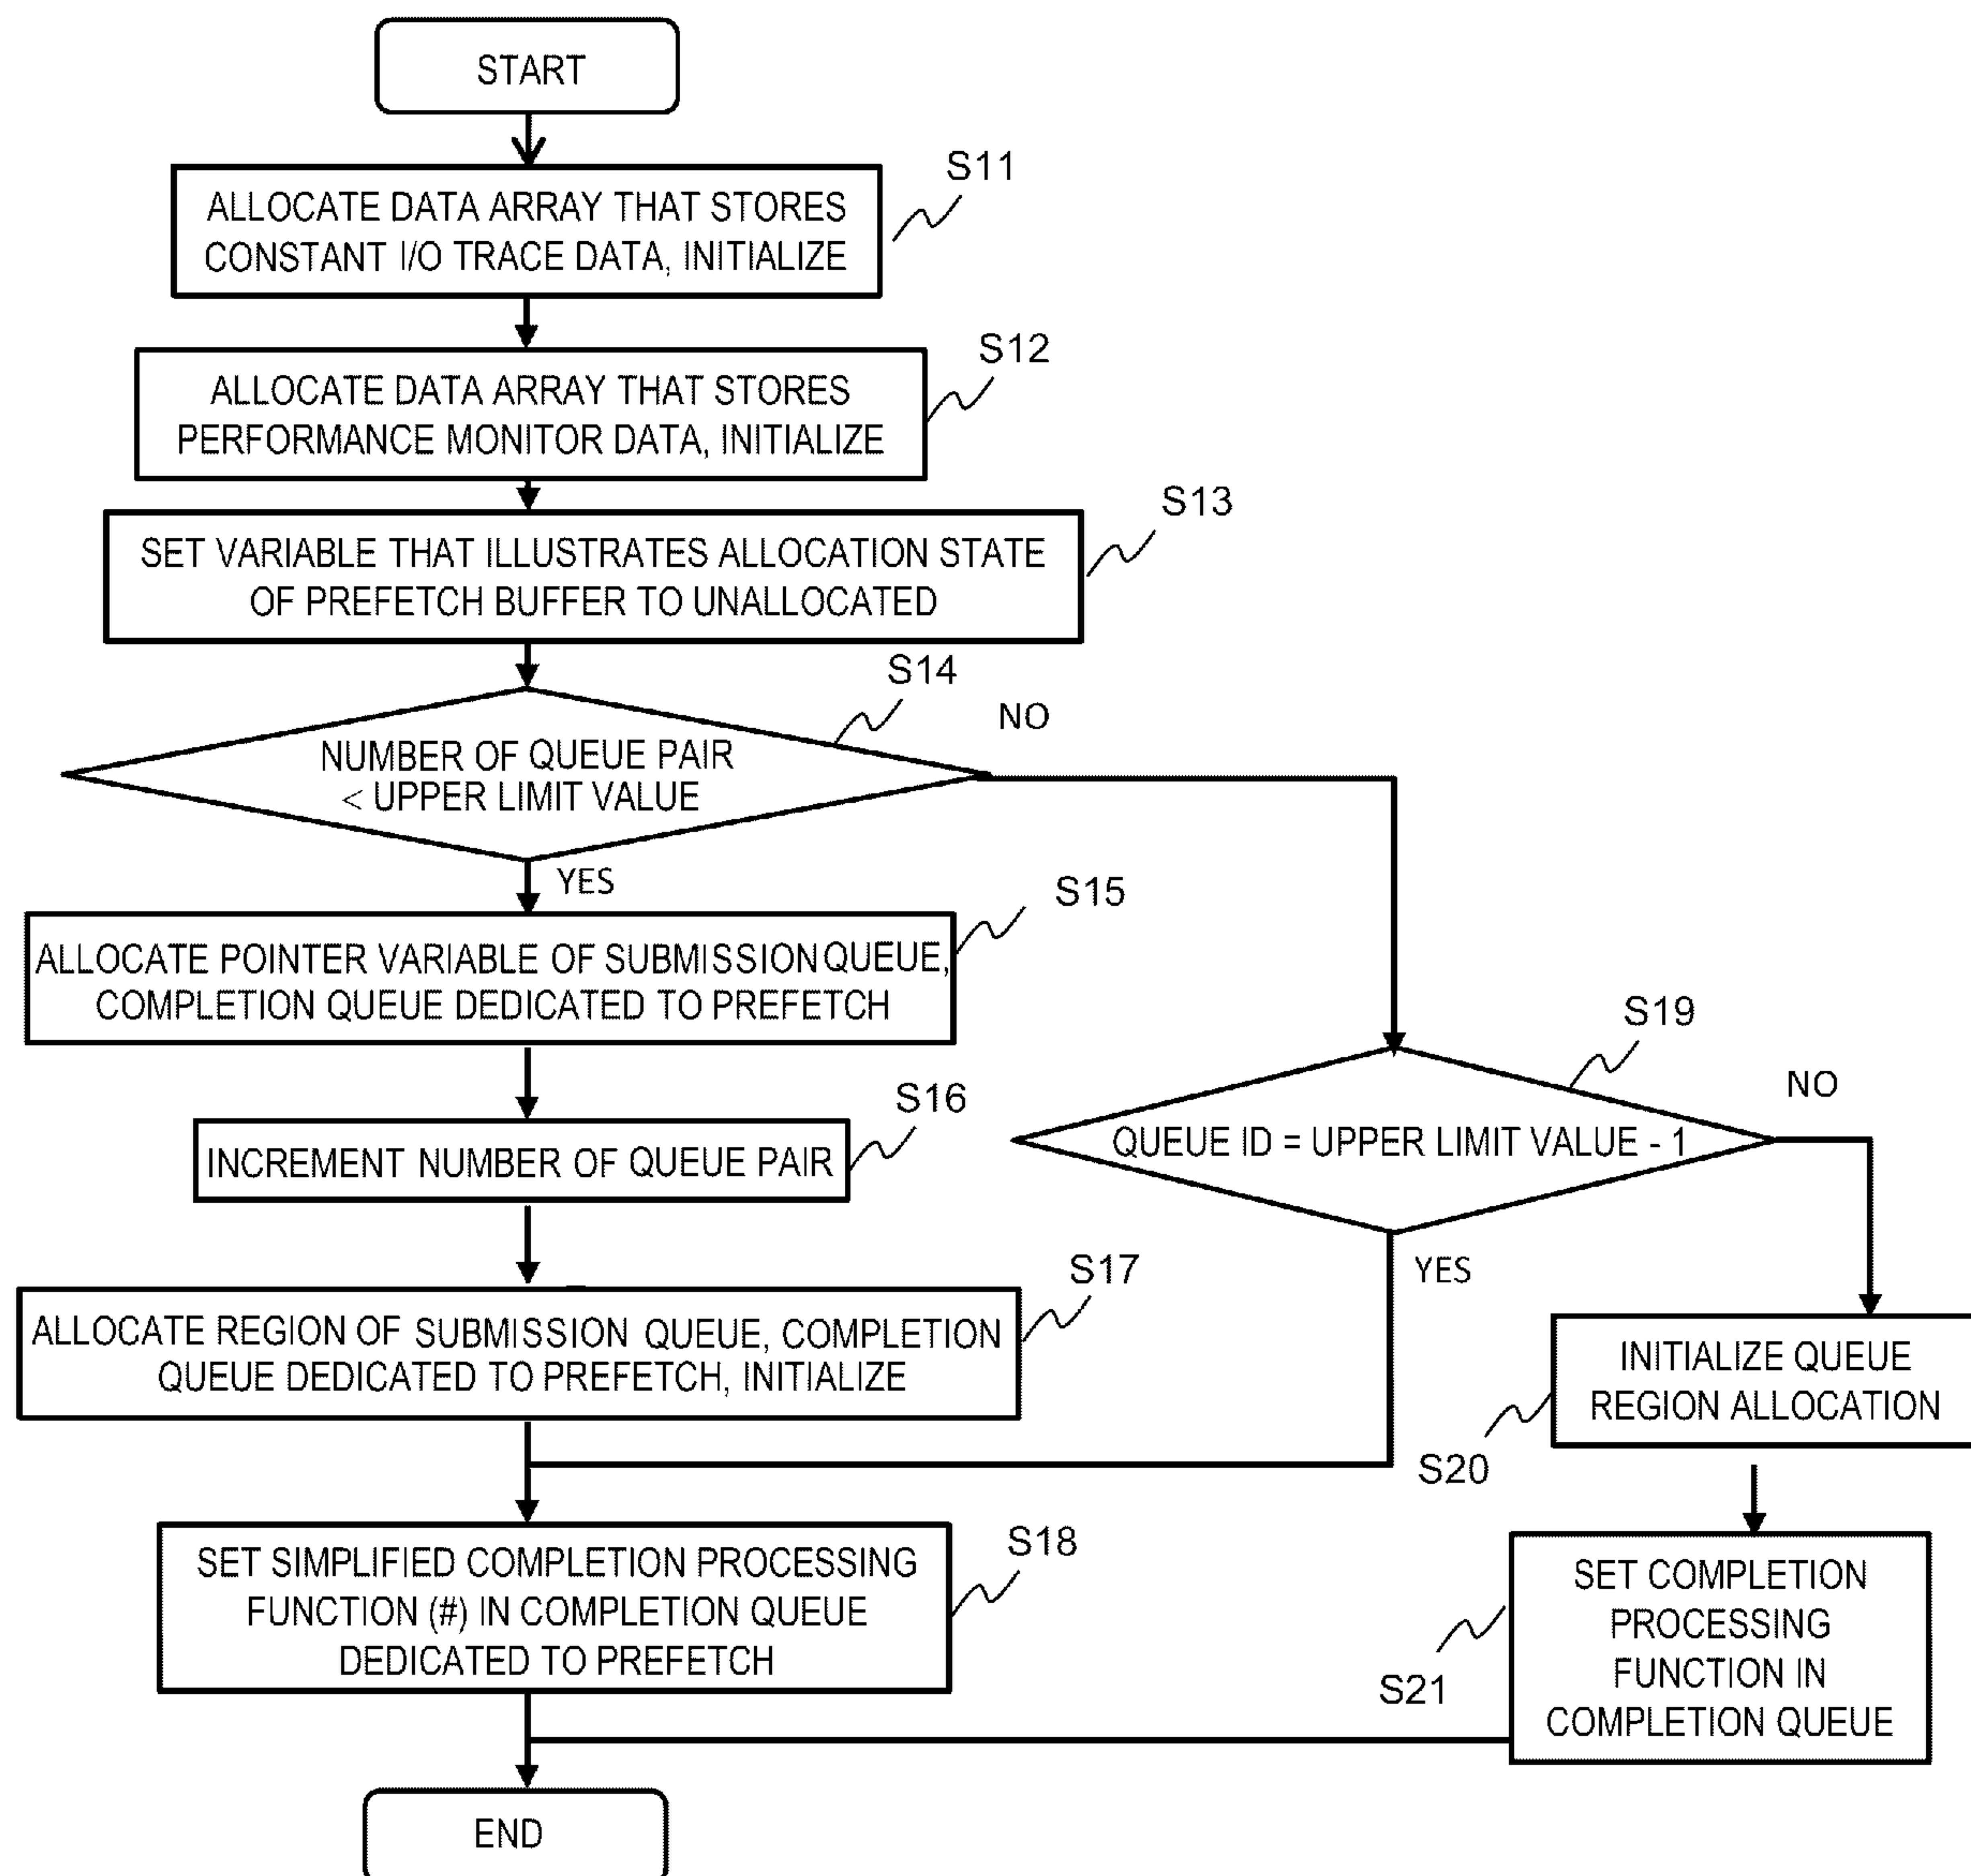 START
S11
ALLOCATE DATA ARRAY THAT STORES
CONSTANT I/O TRACE DATA, INITIALIZE
S12
ALLOCATE DATA ARRAY THAT STORES
PERFORMANCE MONITOR DATA, INITIALIZE
S13
SET VARIABLE THAT ILLUSTRATES ALLOCATION STATE
OF PREFETCH BUFFER TO UNALLOCATED
S14
NO
NUMBER OF QUEUE PAIR
< UPPER LIMIT VALUE
YES
S15
ALLOCATE POINTER VARIABLE OF SUBMISSION QUEUE,
COMPLETION QUEUE DEDICATED TO PREFETCH
S16
INCREMENT NUMBER OF QUEUE PAIR
S17
ALLOCATE REGION OF SUBMISSION QUEUE, COMPLETION
QUEUE DEDICATED TO PREFETCH, INITIALIZE
S18
SET SIMPLIFIED COMPLETION PROCESSING
FUNCTION (#) IN COMPLETION QUEUE
DEDICATED TO PREFETCH
S19
NO
QUEUE ID = UPPER LIMIT VALUE - 1
YES
INITIALIZE QUEUE
REGION ALLOCATION
S20
SET COMPLETION
PROCESSING
FUNCTION IN
COMPLETION QUEUE
S21
END